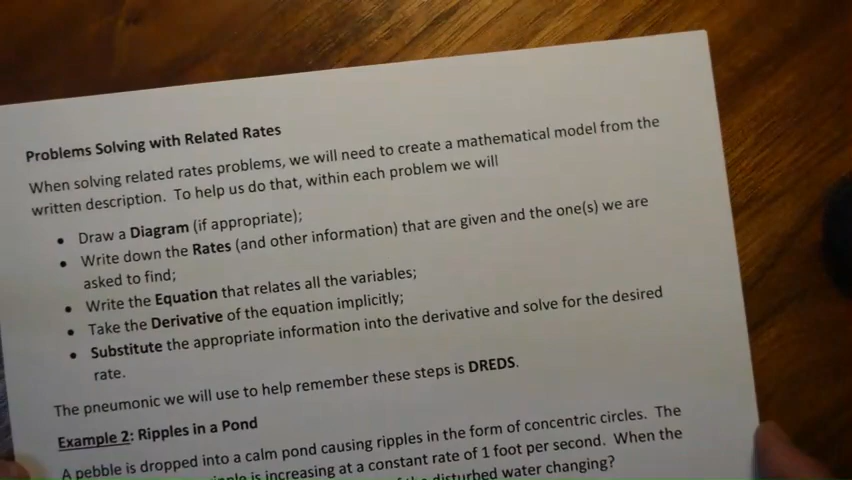 Problems Solving with Related Rates
When solving related rates problems, we will need to create a mathematical model from the
written description. To help us do that, within each problem we will
• Draw a Diagram (if appropriate);
• Write down the Rates (and other information) that are given and the one(s) we are
asked to find;
• Write the Equation that relates all the variables;
• Take the Derivative of the equation implicitly;
• Substitute the appropriate information into the derivative and solve for the desired
rate.
The pneumonic we will use to help remember these steps is DREDS.
Example 2: Ripples in a Pond
A pebble is dropped into a calm pond causing ripples in the form of concentric circles. The
is increasing at a constant rate of 1 foot per second. When the
disturbed water changing?